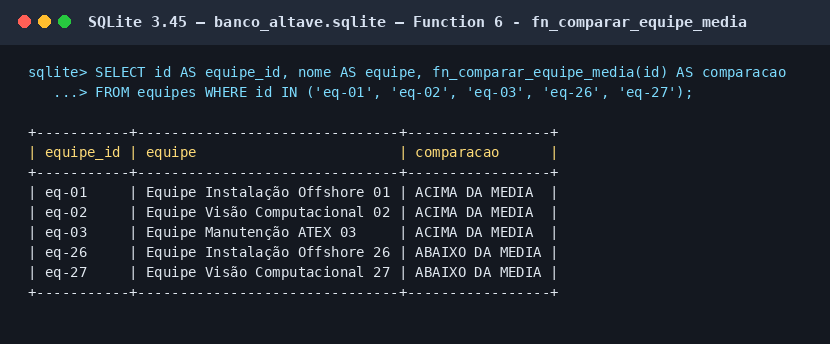 SQLite 3.45 — banco_altave.sqlite — Function 6 - fn_comparar_equipe_media
sqlite> SELECT id AS equipe_id, nome AS equipe, fn_comparar_equipe_media(id) AS comparacao
   ...> FROM equipes WHERE id IN ('eq-01', 'eq-02', 'eq-03', 'eq-26', 'eq-27');
+-----------+-------------------------------+-----------------+
| equipe_id | equipe                        | comparacao      |
+-----------+-------------------------------+-----------------+
| eq-01     | Equipe Instalação Offshore 01 | ACIMA DA MEDIA  |
| eq-02     | Equipe Visão Computacional 02 | ACIMA DA MEDIA  |
| eq-03     | Equipe Manutenção ATEX 03     | ACIMA DA MEDIA  |
| eq-26     | Equipe Instalação Offshore 26 | ABAIXO DA MEDIA |
| eq-27     | Equipe Visão Computacional 27 | ABAIXO DA MEDIA |
+-----------+-------------------------------+-----------------+